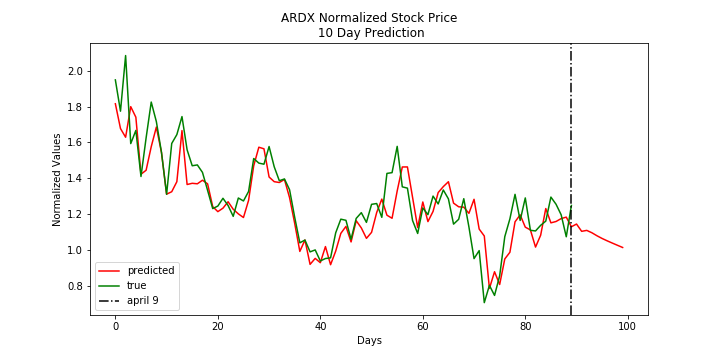 ARDX Normalized Stock Price
10 Day Prediction
Normalized Values
2.0
1.8
1.6
1.4
1.2
1.0
0.8
predicted
true
april 9
0
20
40
60
80
100
Days